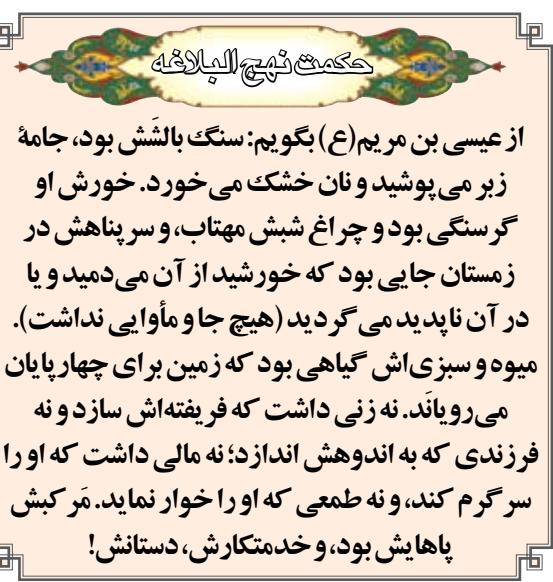 حکمت نهج البلاغه
از عیسی بن مریم(ع) بگویم: سنگ بالشَش بود، جامهٔ
زبر می‌پوشید و نان خشک می‌خورد. خورش او
گرسنگی بود و چراغ شبش مهتاب، و سرپناهش در
زمستان جایی بود که خورشید از آن می‌دمید و یا
در آن ناپدید می‌گردید (هیچ جا و مأوایی نداشت).
میوه و سبزی‌اش گیاهی بود که زمین برای چهارپایان
می‌رویانَد. نه زنی داشت که فریفته‌اش سازد و نه
فرزندی که به اندوهش اندازد؛ نه مالی داشت که او را
سرگرم کند، و نه طمعی که او را خوار نماید. مَرکبش
پاهایش بود، و خدمتکارش، دستانش!